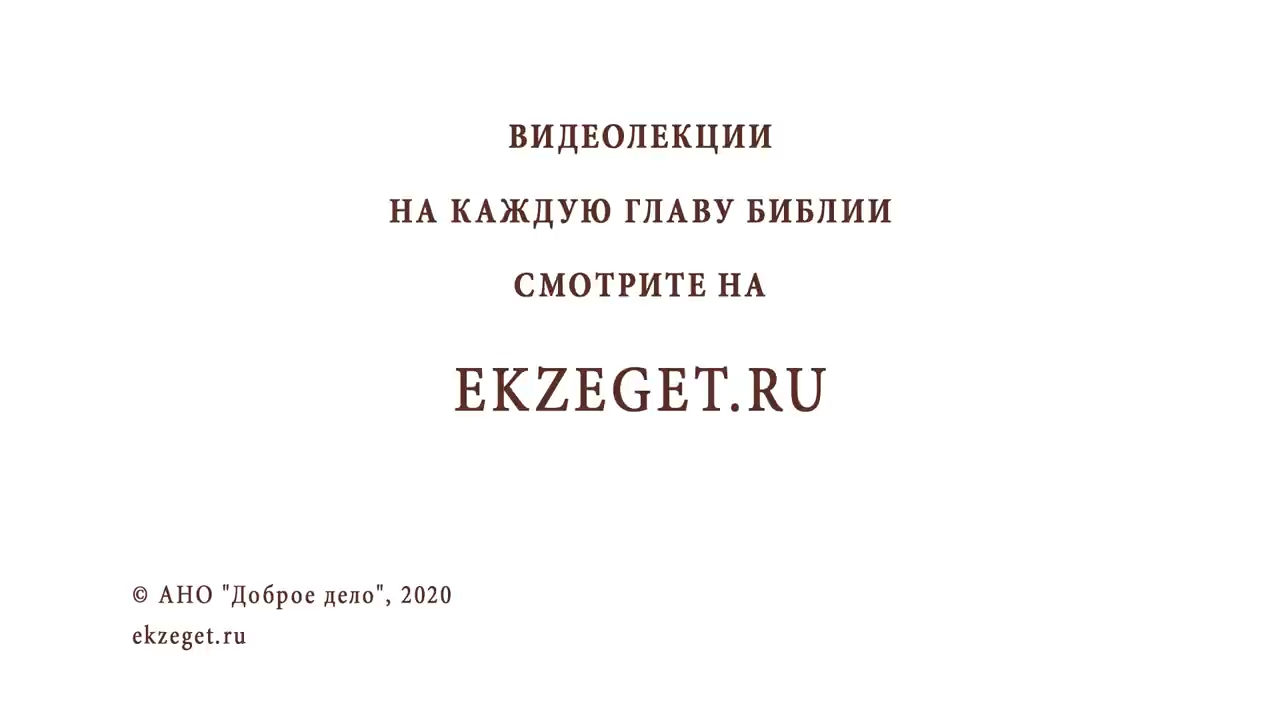 ВИДЕОЛЕКЦИИ
НА КАЖДУЮ ГЛАВУ БИБЛИИ
СМОТРИТЕ НА
EKZEGET.RU
© АНО "Доброе дело", 2020
ekzeget.ru